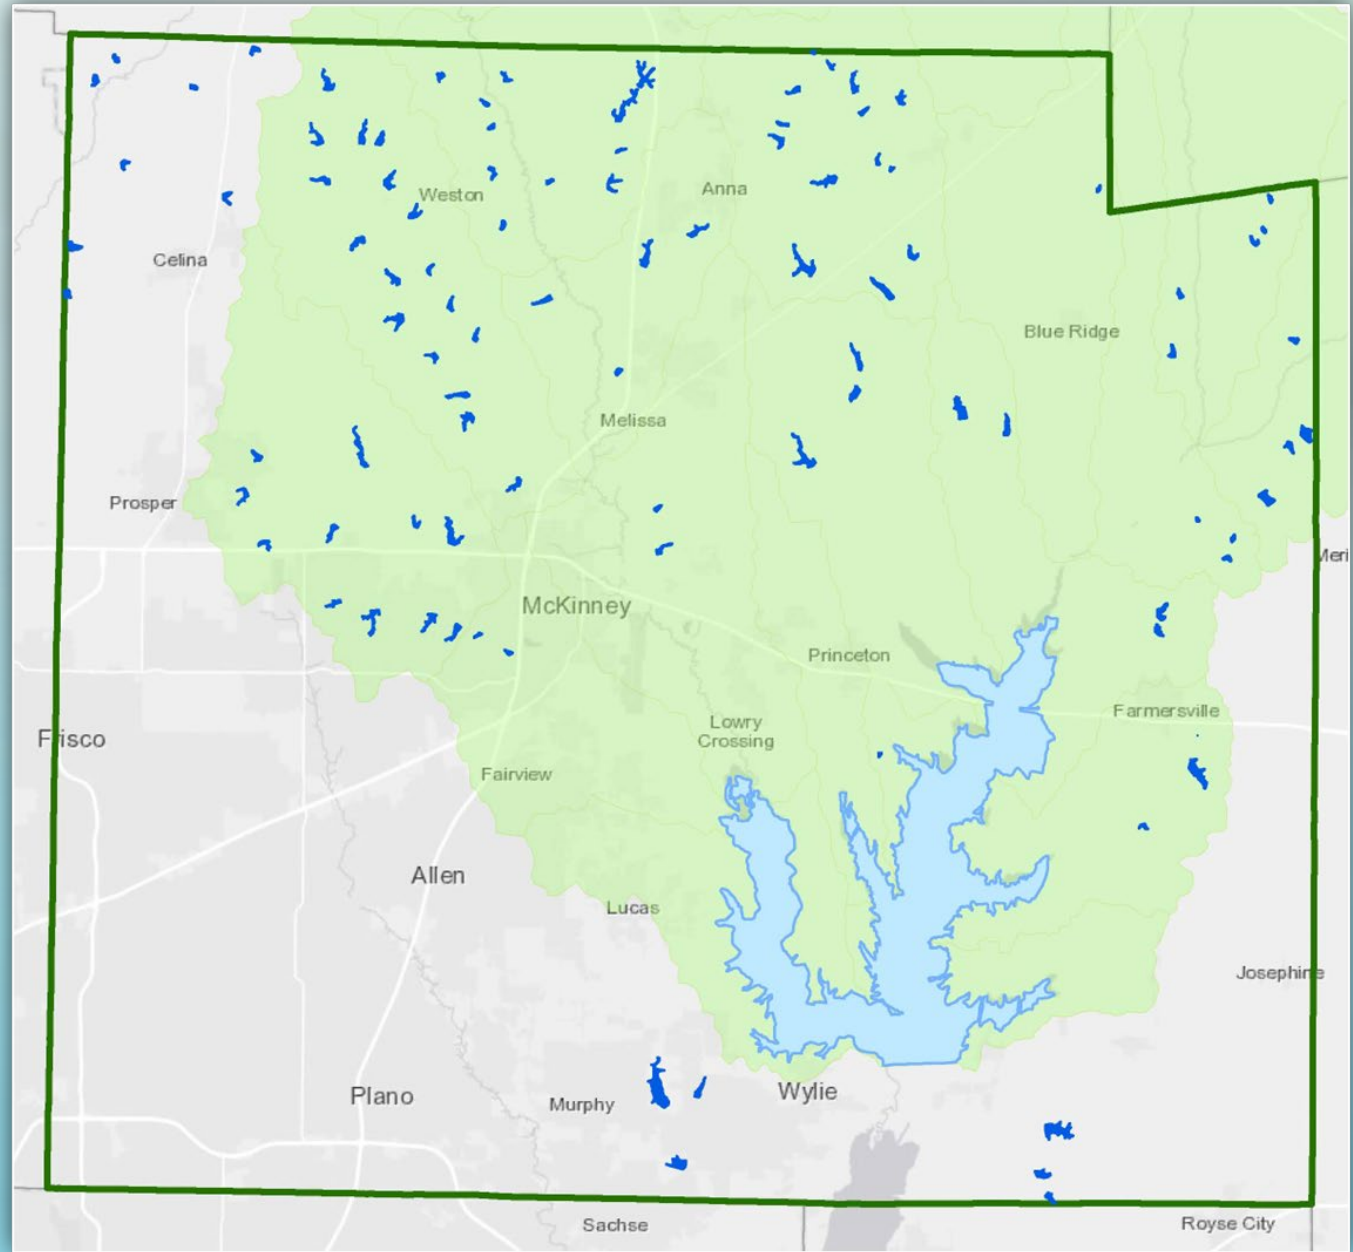 Anna
Weston
Celina
Blue Ridge
Melissa
Prosper
Meri
McKinney
Princeton
Farmersville
Lowry
Crossing
Frisco
Fairview
Allen
Lucas
Josephine
Plano
Murphy
Wylie
Sachse
Royse City